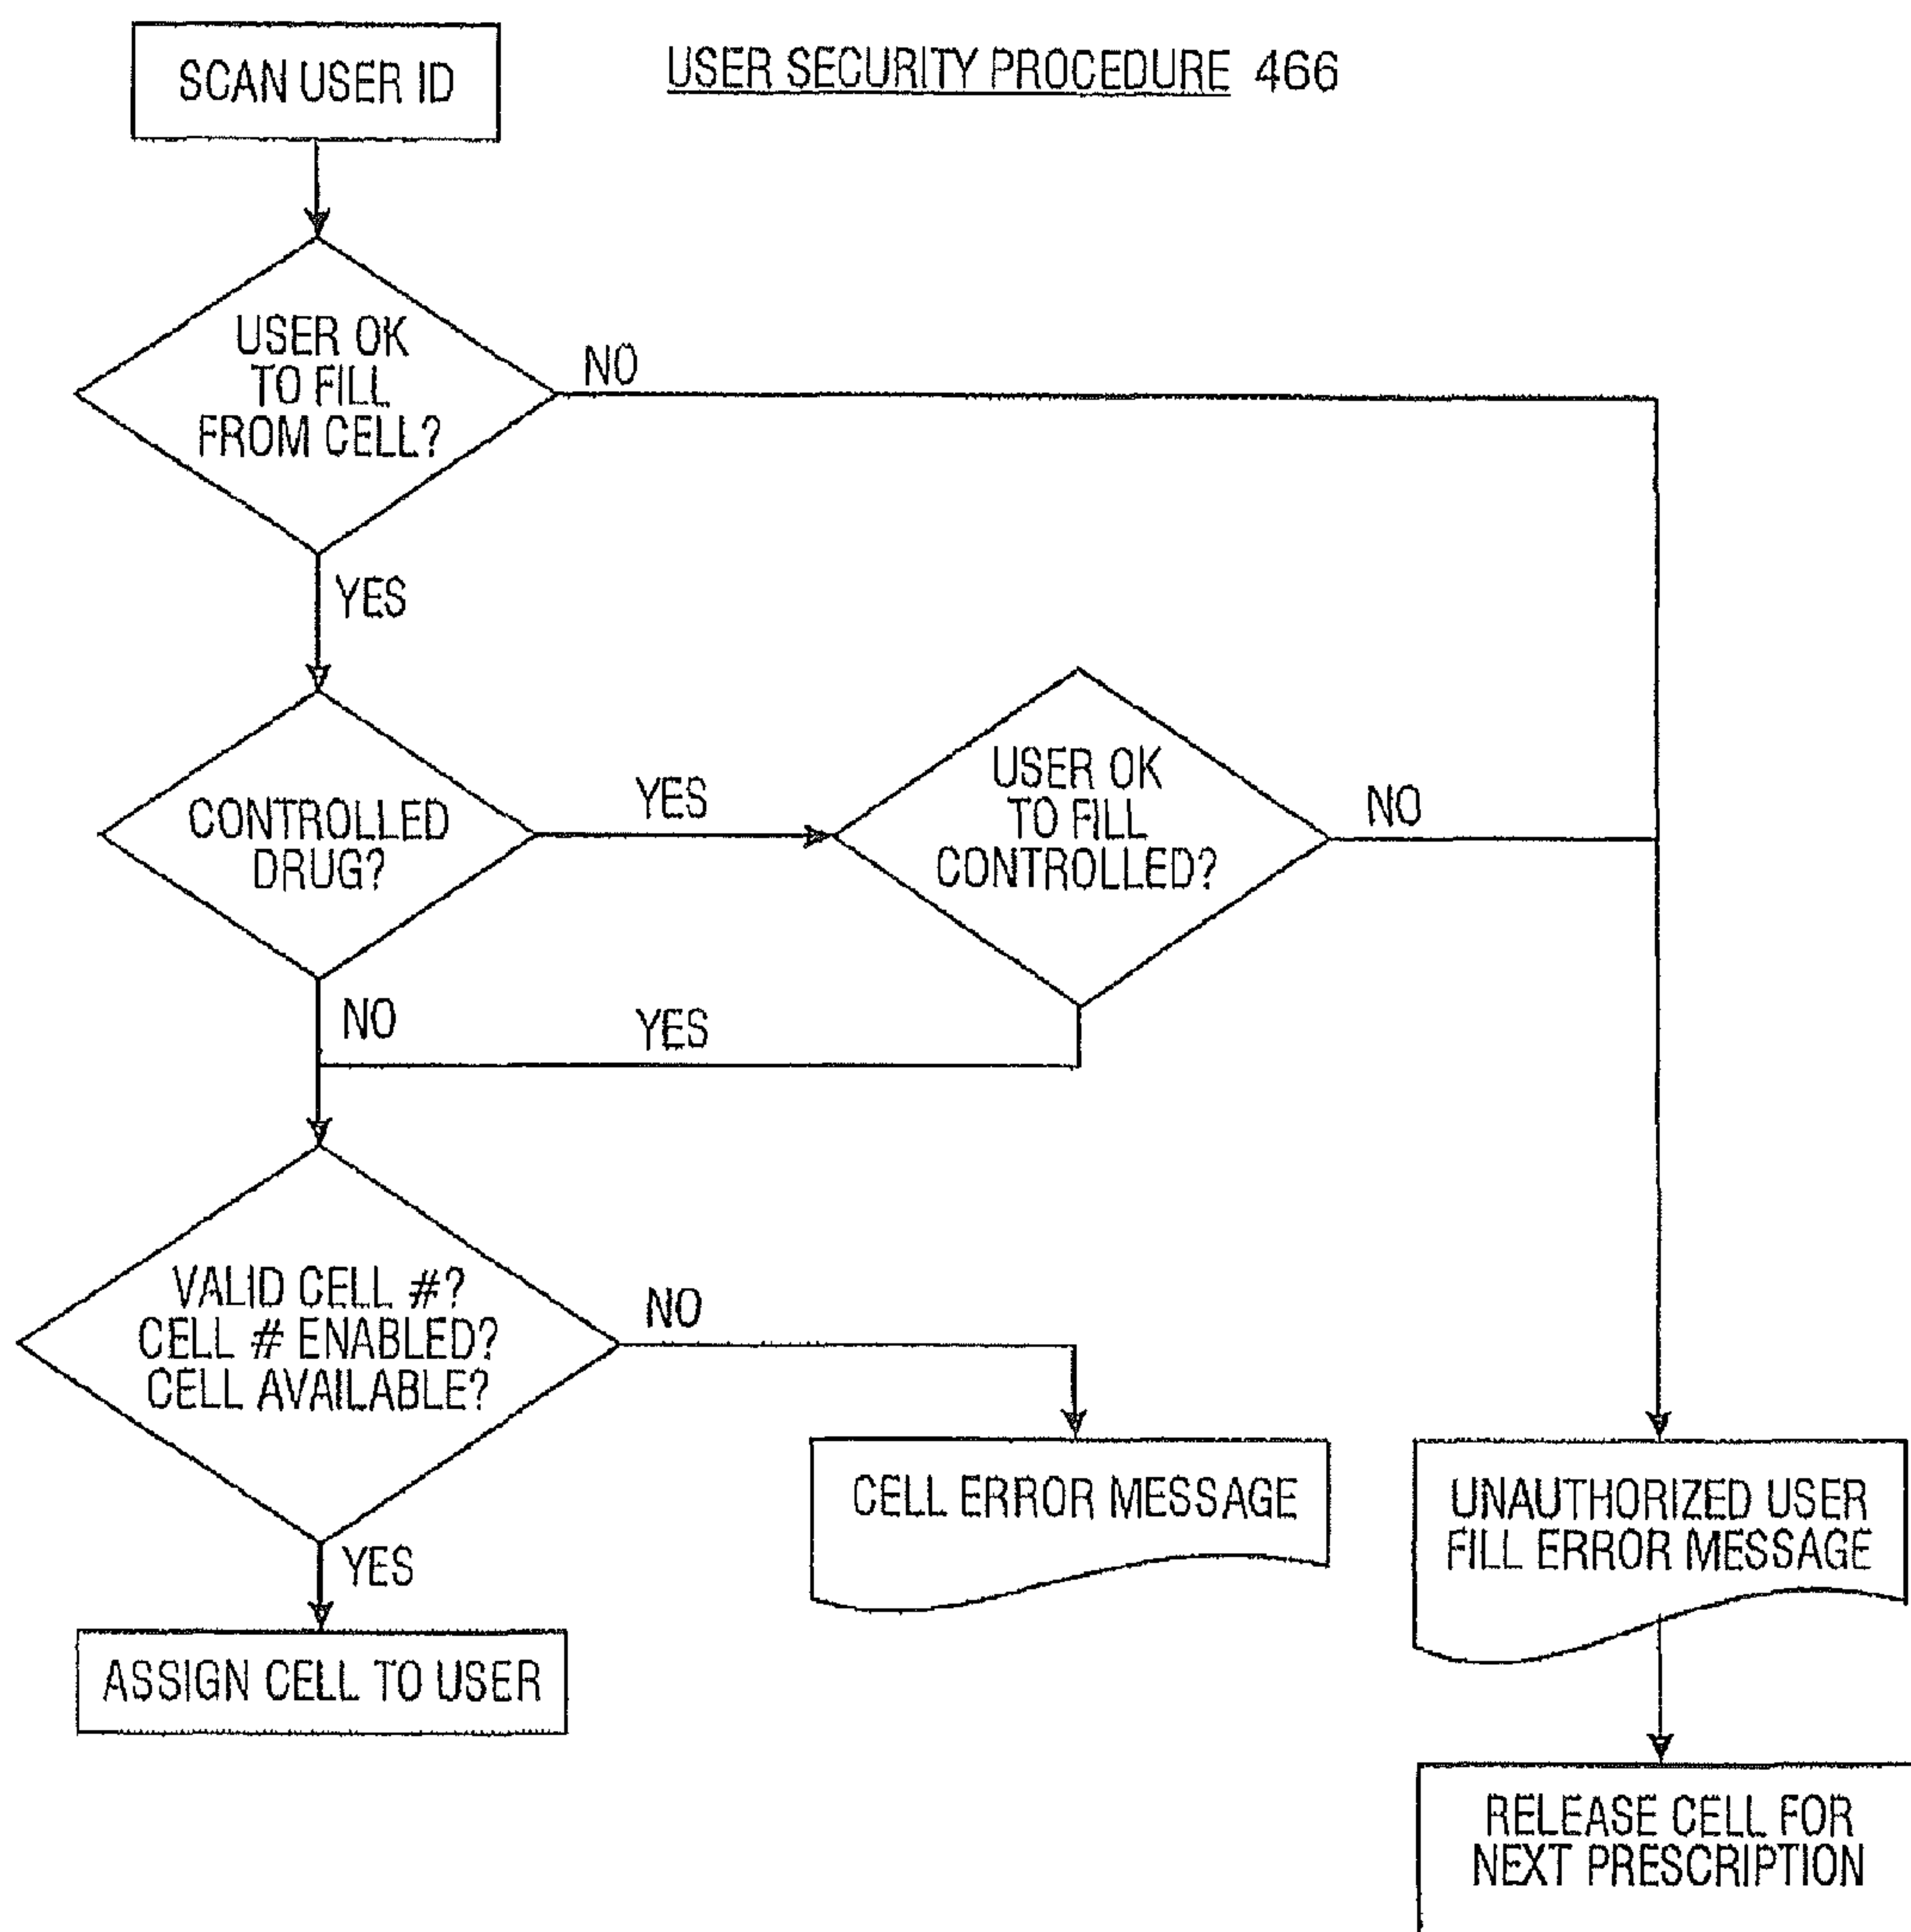 USER SECURITY PROCEDURE 466
SCAN USER ID
USER OK
TO FILL
FROM CELL?
NO
YES
CONTROLLED
DRUG?
YES
USER OK
TO FILL
CONTROLLED?
NO
NO
YES
VALID CELL #?
CELL # ENABLED?
CELL AVAILABLE?
NO
CELL ERROR MESSAGE
UNAUTHORIZED USER
FILL ERROR MESSAGE
YES
ASSIGN CELL TO USER
RELEASE CELL FOR
NEXT PRESCRIPTION